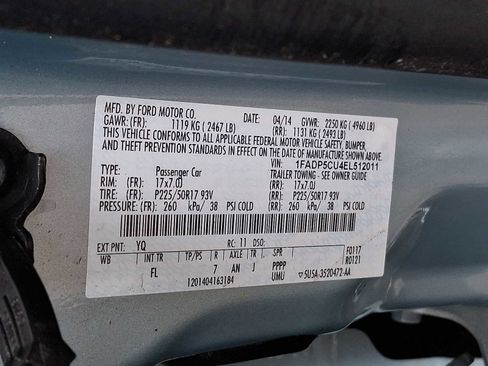 MFD. BY FORD MOTOR CO.
DATE: 04/14 GVWR: 2250 KG ( 4960 LB)
GAWR: (FR): 1119 KG ( 2467 LB) (RR): 1131 KG ( 2493 LB)
THIS VEHICLE CONFORMS TO ALL APPLICABLE FEDERAL MOTOR VEHICLE SAFETY, BUMPER,
AND THEFT PREVENTION STANDARDS IN EFFECT ON THE DATE OF MANUFACTURE SHOWN ABOVE.
VIN: 1FADP5CU4EL512011
TYPE: Passenger Car TRAILER TOWING - SEE OWNERS GUIDE
RIM: (FR) 17x7.0J (RR): 17x7.0J
TIRE: (FR) P225/50R17 93V (RR): P225/50R17 93V
PRESSURE: (FR) 260 kPa/ 38 PSI COLD (RR): 260 kPa/ 38 PSI COLD
EXT PNT: YQ RC: 11 DSO: F0117
WB INT TR TP/PS R AXLE TR SPR R0121
FL 7 AN J PPPP
UMU
1201404163184 5U5A-3520472-AA